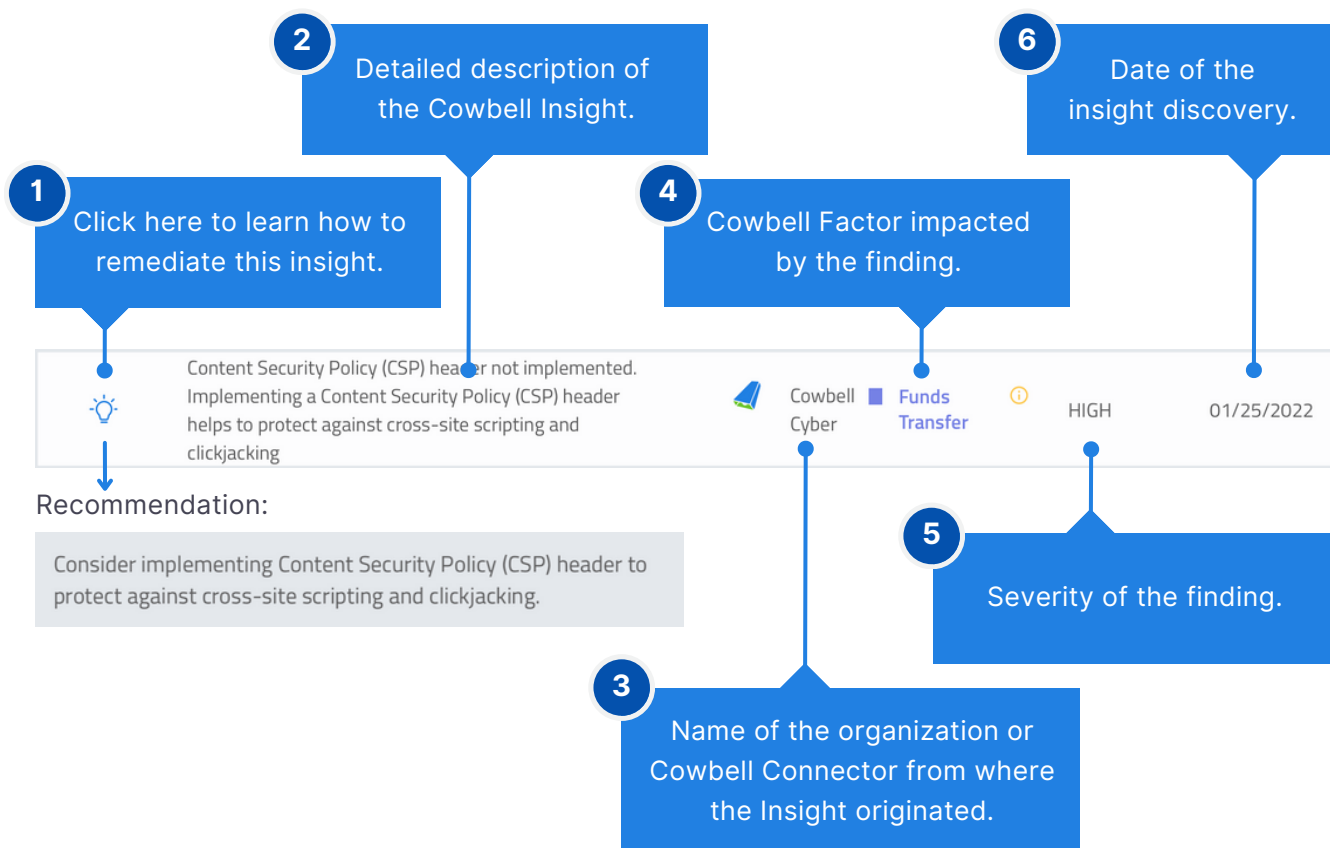 1
Click here to learn how to
remediate this insight.
2
Detailed description of
the Cowbell Insight.
4
Cowbell Factor impacted
by the finding.
6
Date of the
insight discovery.
Content Security Policy (CSP) header not implemented.
Implementing a Content Security Policy (CSP) header
helps to protect against cross-site scripting and
clickjacking
Cowbell
Cyber
Funds
Transfer
HIGH
01/25/2022
Recommendation:
Consider implementing Content Security Policy (CSP) header to
protect against cross-site scripting and clickjacking.
5
Severity of the finding.
3
Name of the organization or
Cowbell Connector from where
the Insight originated.